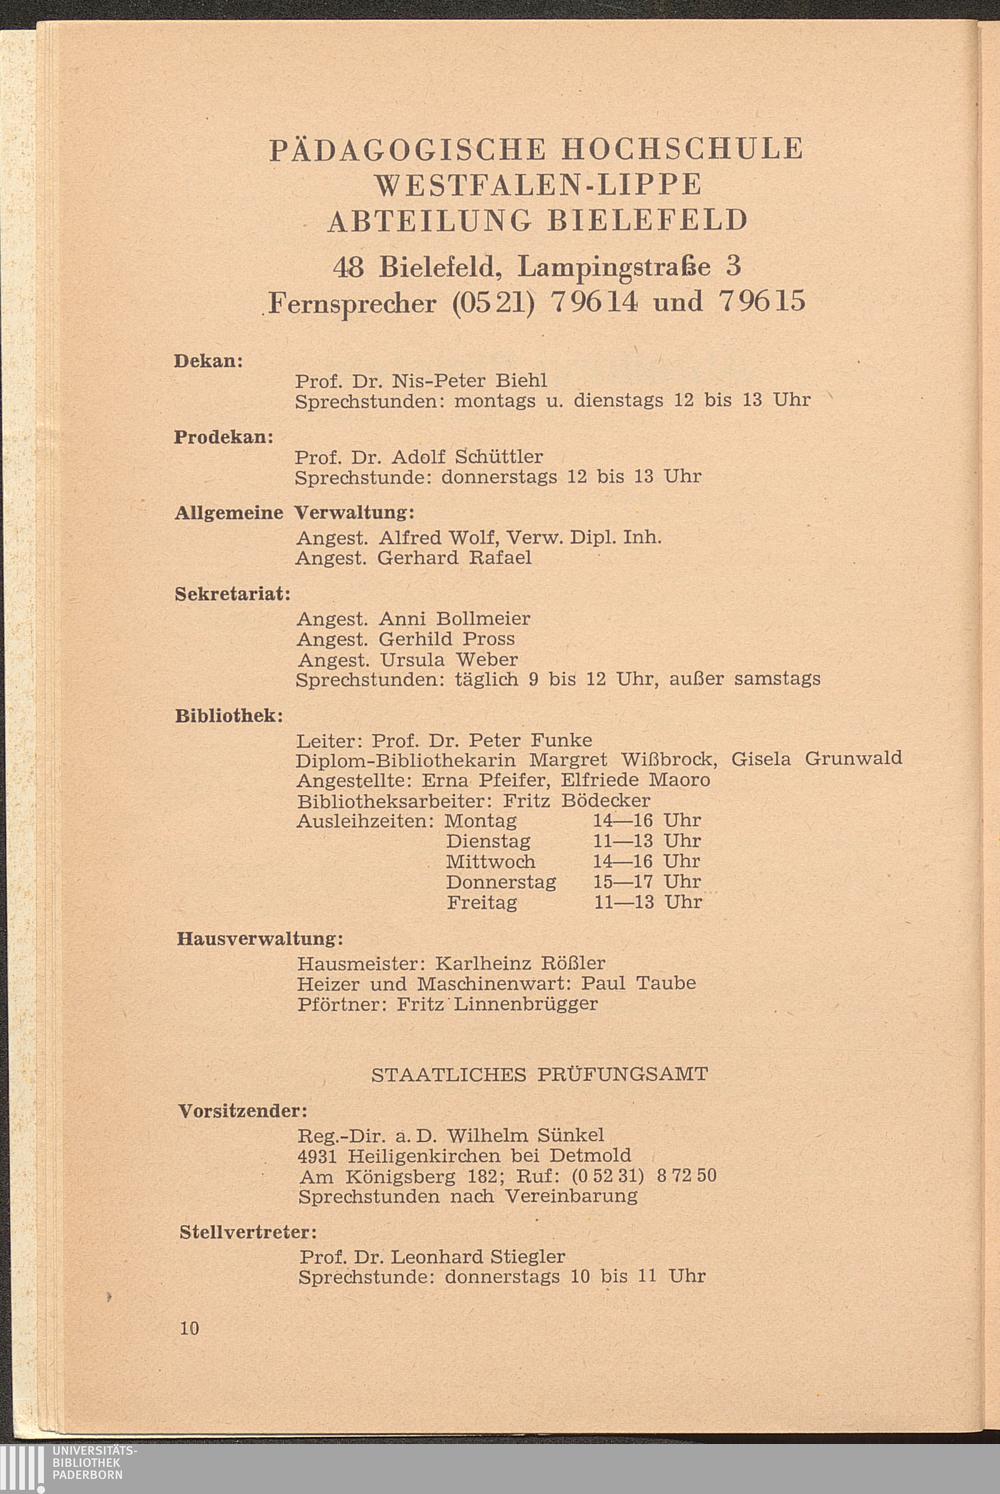 PÄDAGOGISCHE HOCHSCHULE
WESTFALEN-LIPPE
ABTEILUNG BIELEFELD
48 Bielefeld, Lampingstraße 3
Fernsprecher (05 21) 7 96 14 und 7 96 15
Dekan:
Prof. Dr. Nis-Peter Biehl
Sprechstunden: montags u. dienstags 12 bis 13 Uhr
Prodekan:
Prof. Dr. Adolf Schüttler
Sprechstunde: donnerstags 12 bis 13 Uhr
Allgemeine Verwaltung:
Angest. Alfred Wolf, Verw. Dipl. Inh.
Angest. Gerhard Rafael
Sekretariat:
Angest. Anni Bollmeier
Angest. Gerhild Pross
Angest. Ursula Weber
Sprechstunden: täglich 9 bis 12 Uhr, außer samstags
Bibliothek:
Leiter: Prof. Dr. Peter Funke
Diplom-Bibliothekarin Margret Wißbrock, Gisela Grunwald
Angestellte: Erna Pfeifer, Elfriede Maoro
Bibliotheksarbeiter: Fritz Bödecker
Ausleihzeiten: Montag 14—16 Uhr
Dienstag 11—13 Uhr
Mittwoch 14—16 Uhr
Donnerstag 15—17 Uhr
Freitag 11—13 Uhr
Hausverwaltung:
Hausmeister: Karlheinz Rößler
Heizer und Maschinenwart: Paul Taube
Pförtner: Fritz Linnenbrügger
STAATLICHES PRÜFUNGSAMT
Vorsitzender:
Reg.-Dir. a. D. Wilhelm Sünkel
4931 Heiligenkirchen bei Detmold
Am Königsberg 182; Ruf: (0 52 31) 8 72 50
Sprechstunden nach Vereinbarung
Stellvertreter:
Prof. Dr. Leonhard Stiegler
Sprechstunde: donnerstags 10 bis 11 Uhr
10
UNIVERSITÄTS-
BIBLIOTHEK
PADERBORN